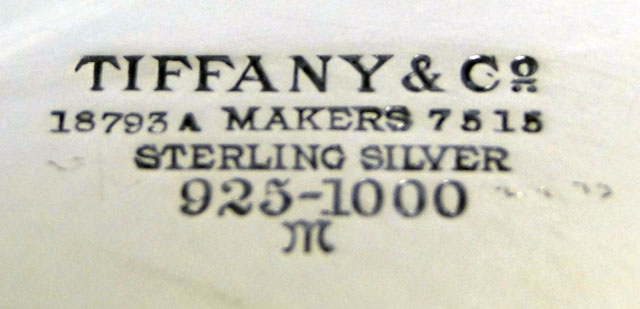 TIFFANY & Co
18793 A MAKERS 7515
STERLING SILVER
925-1000
M